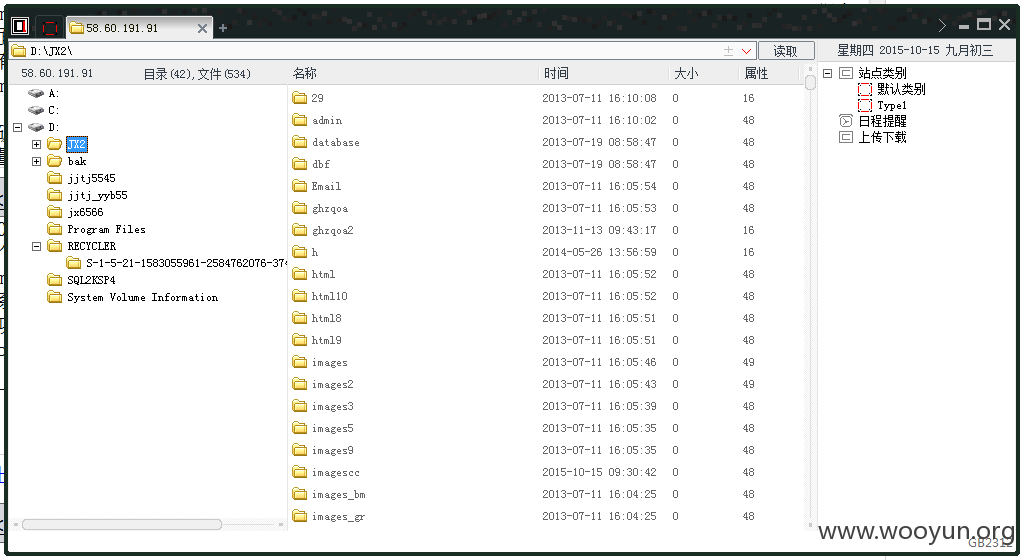 58.60.191.91
D:\JX2\
读取
星期四 2015-10-15 九月初三
58.60.191.91 目录(42),文件(534)
名称 时间 大小 属性
A:
C:
D:
JX2
bak
jjtj5545
jjtj_yyb55
jx6566
Program Files
RECYCLER
S-1-5-21-1583055961-2584762076-374
SQL2KSP4
System Volume Information
29 2013-07-11 16:10:08 0 16
admin 2013-07-11 16:10:02 0 48
database 2013-07-19 08:58:47 0 48
dbf 2013-07-19 08:58:47 0 48
Email 2013-07-11 16:05:54 0 48
ghzqoa 2013-07-11 16:05:53 0 48
ghzqoa2 2013-11-13 09:43:17 0 16
h 2014-05-26 13:56:59 0 16
html 2013-07-11 16:05:52 0 48
html10 2013-07-11 16:05:52 0 48
html8 2013-07-11 16:05:51 0 48
html9 2013-07-11 16:05:51 0 48
images 2013-07-11 16:05:46 0 49
images2 2013-07-11 16:05:43 0 49
images3 2013-07-11 16:05:39 0 48
images5 2013-07-11 16:05:35 0 48
images9 2013-07-11 16:05:35 0 48
imagescc 2015-10-15 09:30:42 0 48
images_bm 2013-07-11 16:04:25 0 48
images_gr 2013-07-11 16:04:25 0 48
站点类别
默认类别
Type1
日程提醒
上传下载
www.wooyun.org
GB2312